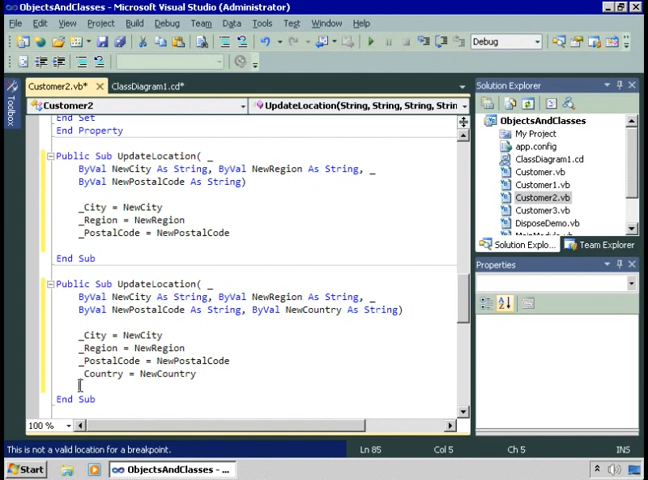 ObjectsAndClasses - Microsoft Visual Studio (Administrator)
File Edit View Project Build Debug Team Data Tools Test Window Help
Debug
Customer2.vb* ClassDiagram1.cd*
Toolbox
Customer2 UpdateLocation(String, String, String, Strin
End Set
End Property
Public Sub UpdateLocation( _
ByVal NewCity As String, ByVal NewRegion As String, _
ByVal NewPostalCode As String)
_City = NewCity
_Region = NewRegion
_PostalCode = NewPostalCode
End Sub
Public Sub UpdateLocation( _
ByVal NewCity As String, ByVal NewRegion As String, _
ByVal NewPostalCode As String, ByVal NewCountry As String)
_City = NewCity
_Region = NewRegion
_PostalCode = NewPostalCode
_Country = NewCountry
End Sub
100 %
Solution Explorer
ObjectsAndClasses
My Project
app.config
ClassDiagram1.cd
Customer.vb
Customer1.vb
Customer2.vb
Customer3.vb
DisposeDemo.vb
Solution Explo... Team Explorer
Properties
This is not a valid location for a breakpoint. Ln 85 Col 5 Ch 5 INS
Start ObjectsAndClasses - ...